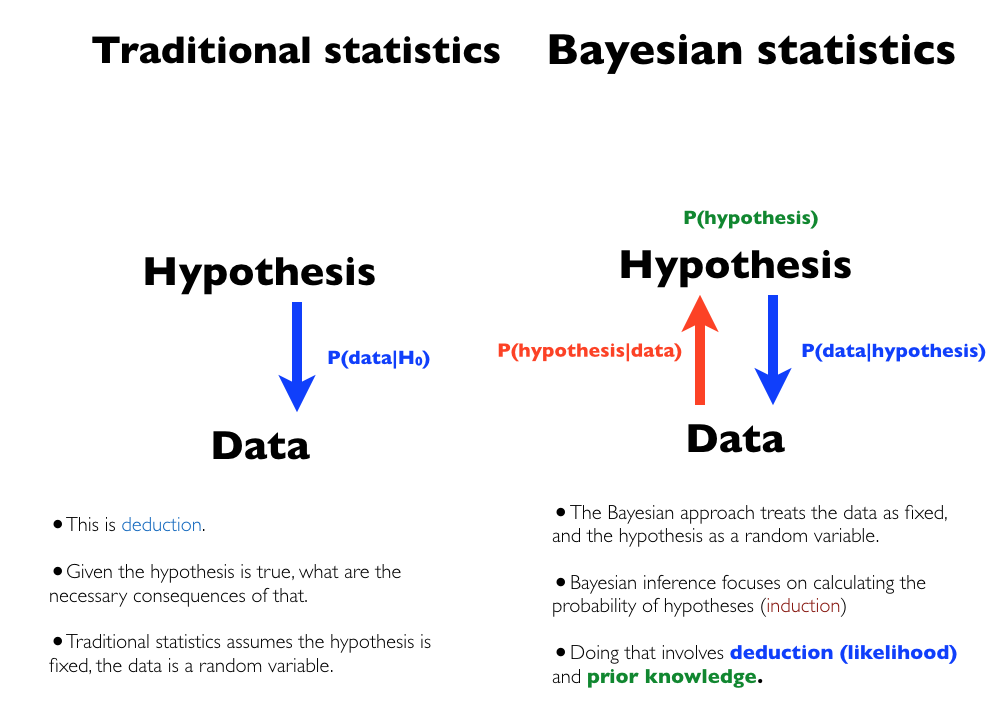 Traditional statistics
Hypothesis
P(data|H₀)
Data
•This is deduction.
•Given the hypothesis is true, what are the
necessary consequences of that.
•Traditional statistics assumes the hypothesis is
fixed, the data is a random variable.
Bayesian statistics
P(hypothesis)
Hypothesis
P(hypothesis|data)
P(data|hypothesis)
Data
•The Bayesian approach treats the data as fixed,
and the hypothesis as a random variable.
•Bayesian inference focuses on calculating the
probability of hypotheses (induction)
•Doing that involves deduction (likelihood)
and prior knowledge.